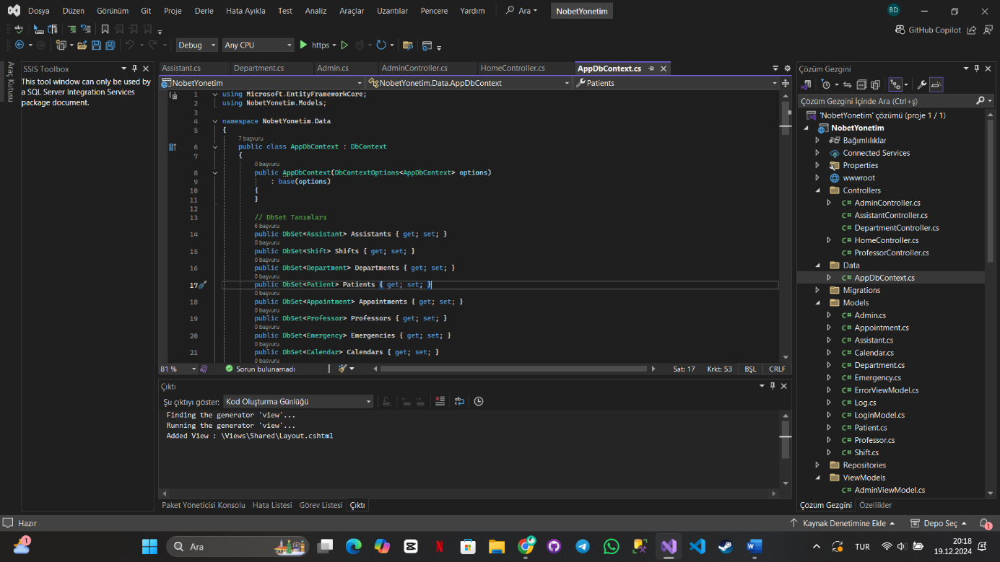 Dosya Düzen Görünüm Git Proje Derle Hata Ayıkla Test Analiz Araçlar Uzantılar Pencere Yardım Ara NobetYonetim BD
abc
GitHub Copilot
Debug Any CPU https
Araç Kutusu
SSIS Toolbox
This tool window can only be used by
a SQL Server Integration Services
package document.
Assistant.cs Department.cs Admin.cs AdminController.cs HomeController.cs AppDbContext.cs
NobetYonetim NobetYonetim.Data.AppDbContext Patients
1 using Microsoft.EntityFrameworkCore;
2 using NobetYonetim.Models;
3
4 namespace NobetYonetim.Data
5 {
7 başvuru
6 public class AppDbContext : DbContext
7 {
0 başvuru
8 public AppDbContext(DbContextOptions<AppDbContext> options)
9 : base(options)
10 {
11 }
12
13 // DbSet Tanımları
6 başvuru
14 public DbSet<Assistant> Assistants { get; set; }
0 başvuru
15 public DbSet<Shift> Shifts { get; set; }
0 başvuru
16 public DbSet<Department> Departments { get; set; }
0 başvuru
17 public DbSet<Patient> Patients { get; set; }
0 başvuru
18 public DbSet<Appointment> Appointments { get; set; }
0 başvuru
19 public DbSet<Professor> Professors { get; set; }
0 başvuru
20 public DbSet<Emergency> Emergencies { get; set; }
0 başvuru
21 public DbSet<Calendar> Calendars { get; set; }
0 başvuru
81 % Sorun bulunamadı Sat: 17 Krkt: 53 BŞL CRLF
Çıktı
Şu çıktıyı göster: Kod Oluşturma Günlüğü
Finding the generator 'view'...
Running the generator 'view'...
Added View : \Views\Shared\Layout.cshtml
Paket Yöneticisi Konsolu Hata Listesi Görev Listesi Çıktı
Çözüm Gezgini
Çözüm Gezgini İçinde Ara (Ctrl+ş)
'NobetYonetim' çözümü (proje 1 / 1)
NobetYonetim
Bağımlılıklar
Connected Services
Properties
wwwroot
Controllers
C# AdminController.cs
C# AssistantController.cs
C# DepartmentController.cs
C# HomeController.cs
C# ProfessorController.cs
Data
C# AppDbContext.cs
Migrations
Models
C# Admin.cs
C# Appointment.cs
C# Assistant.cs
C# Calendar.cs
C# Department.cs
C# Emergency.cs
C# ErrorViewModel.cs
C# Log.cs
C# LoginModel.cs
C# Patient.cs
C# Professor.cs
C# Shift.cs
Repositories
ViewModels
C# AdminViewModel.cs
Çözüm Gezgini Özellikler
Hazır Kaynak Denetimine Ekle Depo Seç 1
1 Ara TUR 20:18
19.12.2024